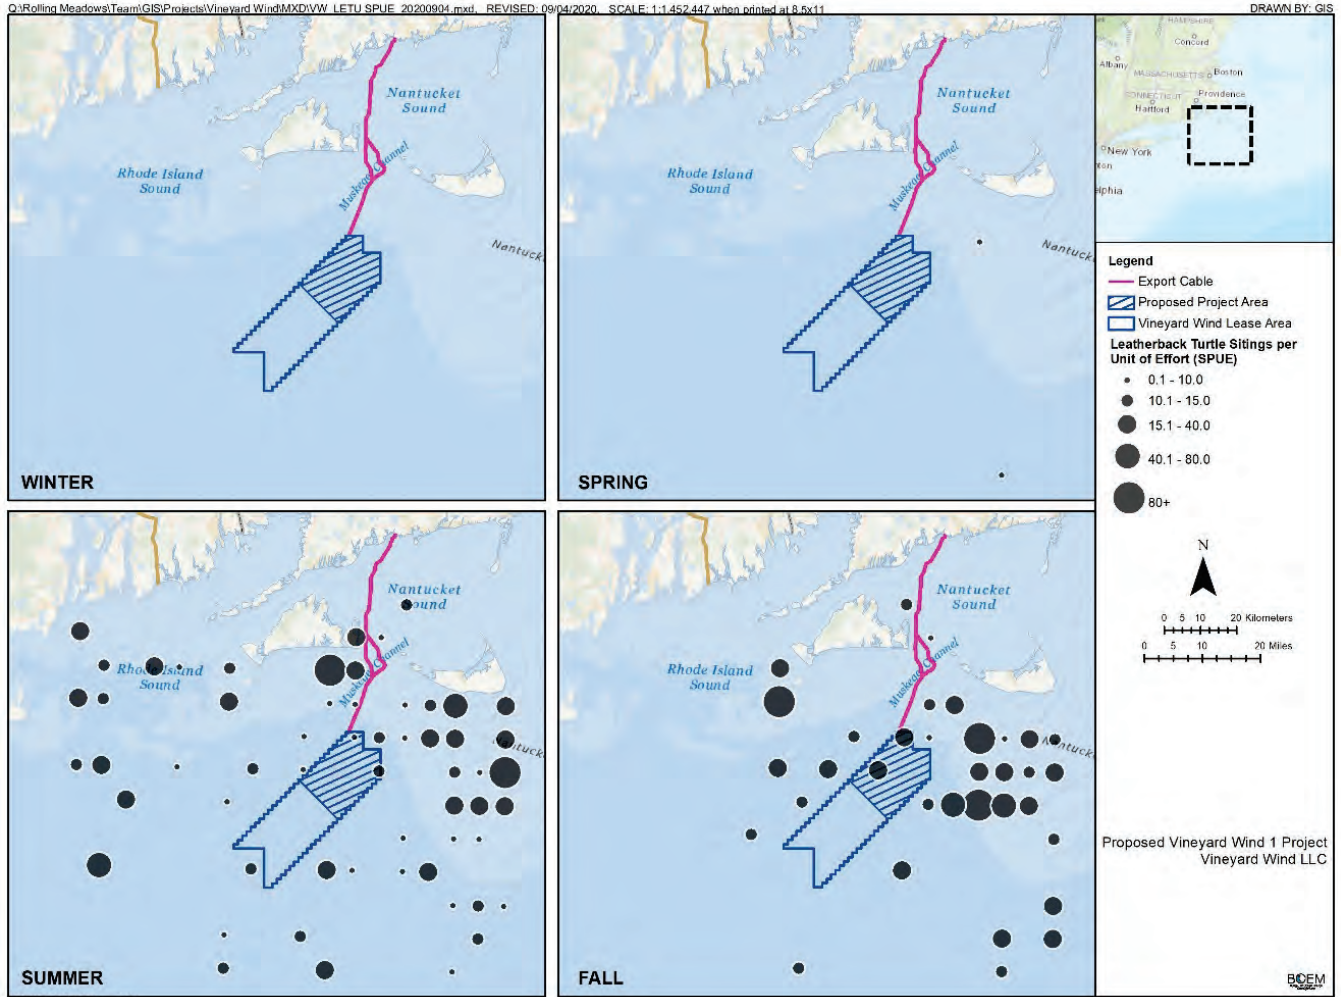 Q:\Rolling Meadows\Team\GIS\Projects\Vineyard Wind\MXD\VW_LETU SPUE_20200904.mxd, REVISED: 09/04/2020, SCALE: 1:1,452,447 when printed at 8.5x11
DRAWN BY: GIS
Nantucket
Sound
Rhode Island
Sound
Muskeget Channel
Nantuck
WINTER
Nantucket
Sound
Rhode Island
Sound
Muskeget Channel
Nantuck
SPRING
HAMPSHIRE
Concord
Albany
MASSACHUSETTS
Boston
CONNECTICUT
Providence
Hartford
New York
elphia
Legend
Export Cable
Proposed Project Area
Vineyard Wind Lease Area
Leatherback Turtle Sitings per
Unit of Effort (SPUE)
0.1 - 10.0
10.1 - 15.0
15.1 - 40.0
40.1 - 80.0
80+
N
0 5 10 20 Kilometers
0 5 10 20 Miles
Nantucket
Sound
Rhode Island
Sound
Channel
SUMMER
Nantucket
Sound
Rhode Island
Sound
Channel
FALL
Proposed Vineyard Wind 1 Project
Vineyard Wind LLC
BOEM